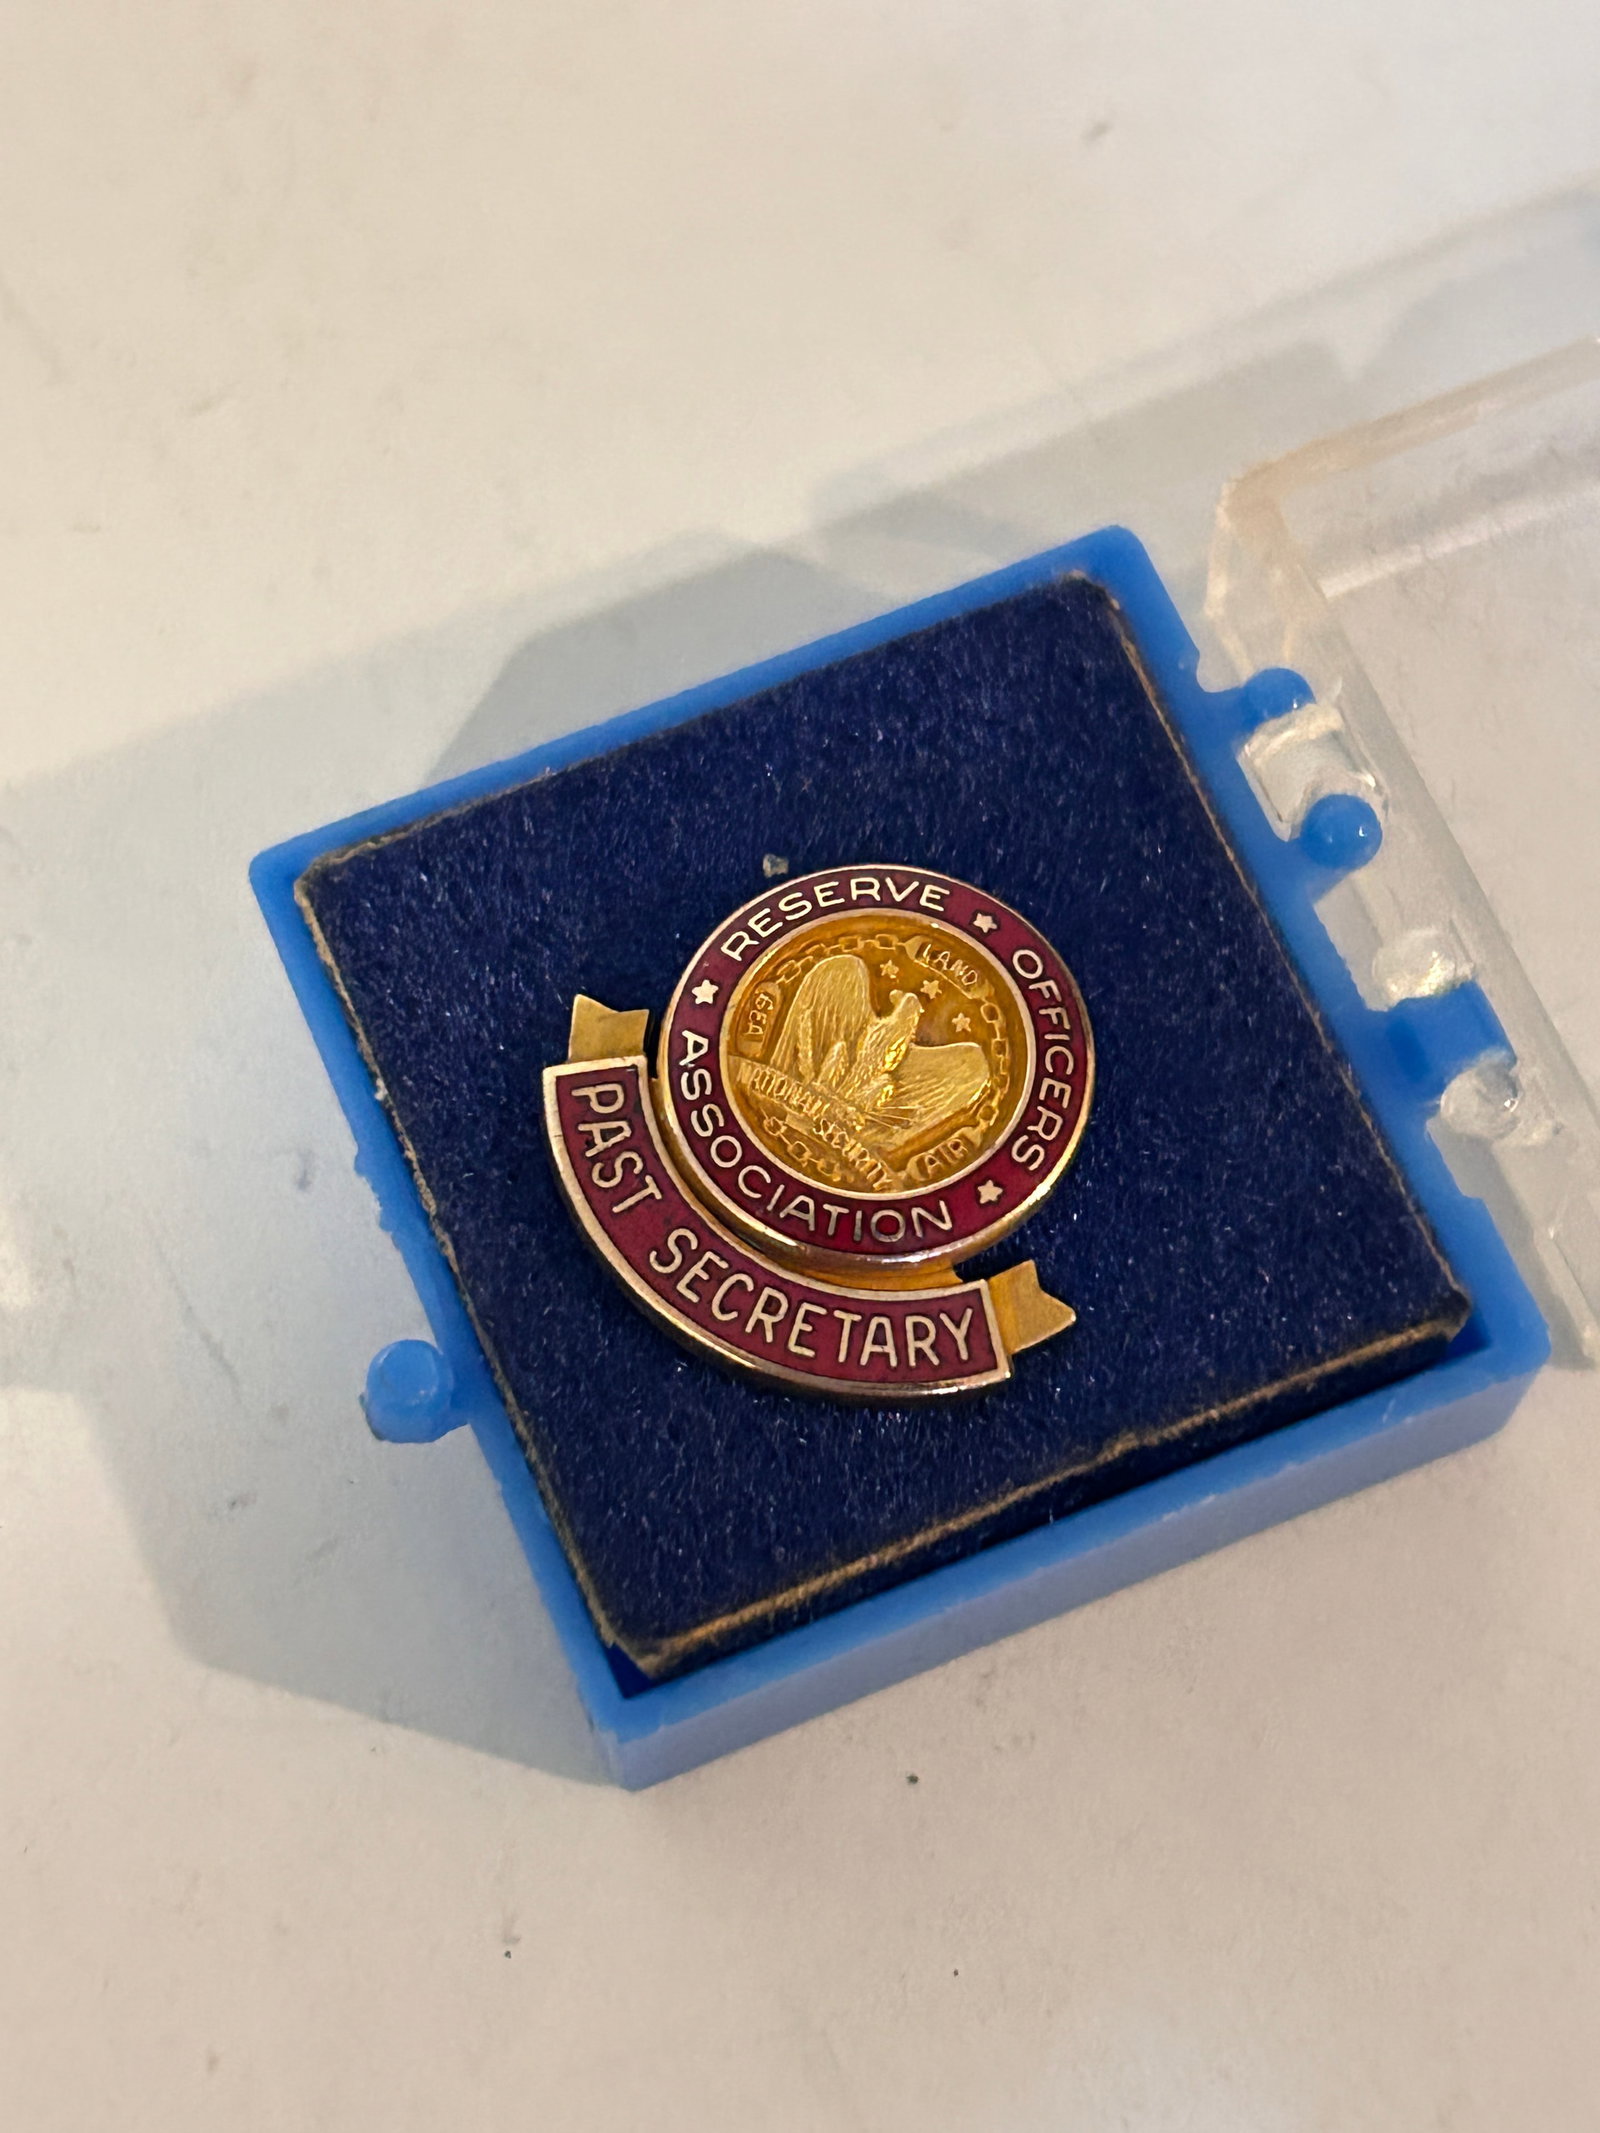 RESERVE ★ OFFICERS ★ ASSOCIATION ★
LAND
SEA
AIR
NATIONAL SECURITY
PAST SECRETARY